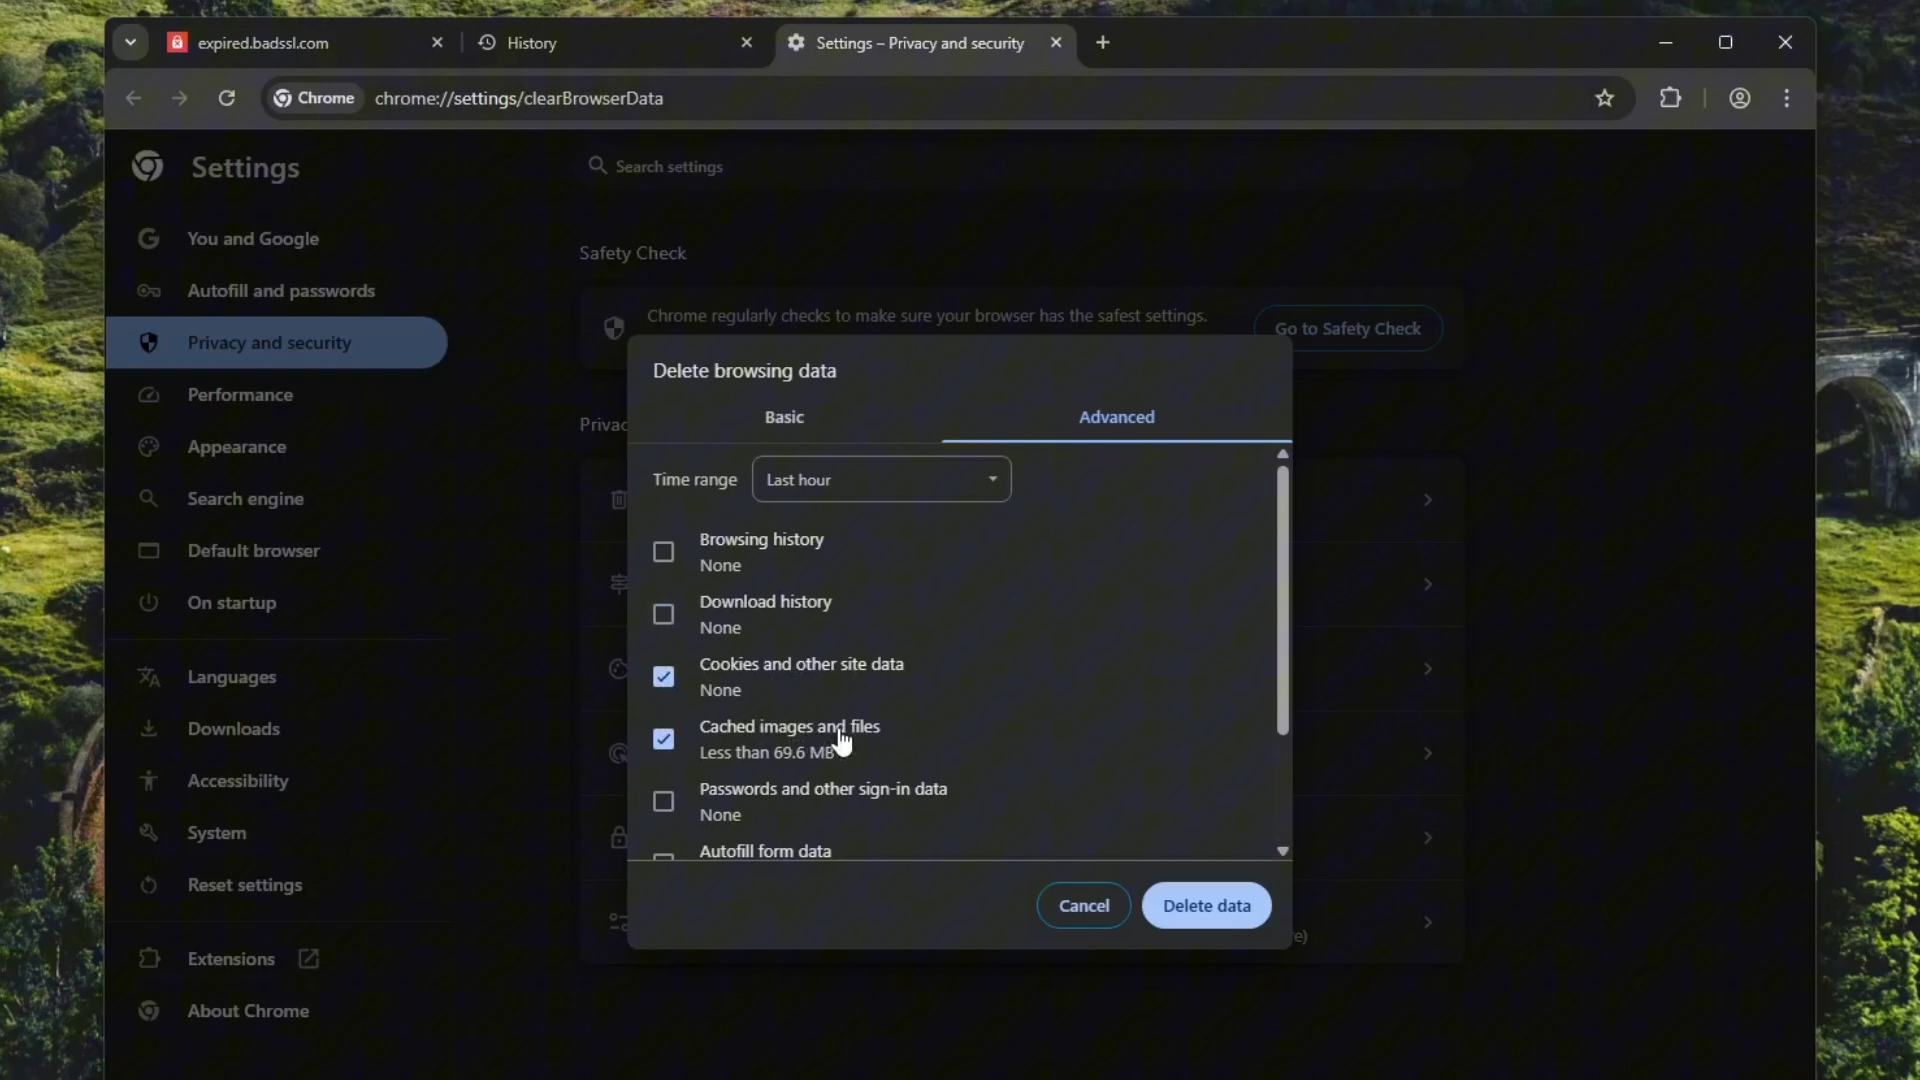 expired.badssl.com
History
Settings – Privacy and security
Chrome
chrome://settings/clearBrowserData
Settings
Search settings
You and Google
Autofill and passwords
Privacy and security
Performance
Appearance
Search engine
Default browser
On startup
Languages
Downloads
Accessibility
System
Reset settings
Extensions
About Chrome
Safety Check
Chrome regularly checks to make sure your browser has the safest settings.
Go to Safety Check
Privac
Delete browsing data
Basic
Advanced
Time range
Last hour
Browsing history
None
Download history
None
Cookies and other site data
None
Cached images and files
Less than 69.6 MB
Passwords and other sign-in data
None
Autofill form data
Cancel
Delete data
e)